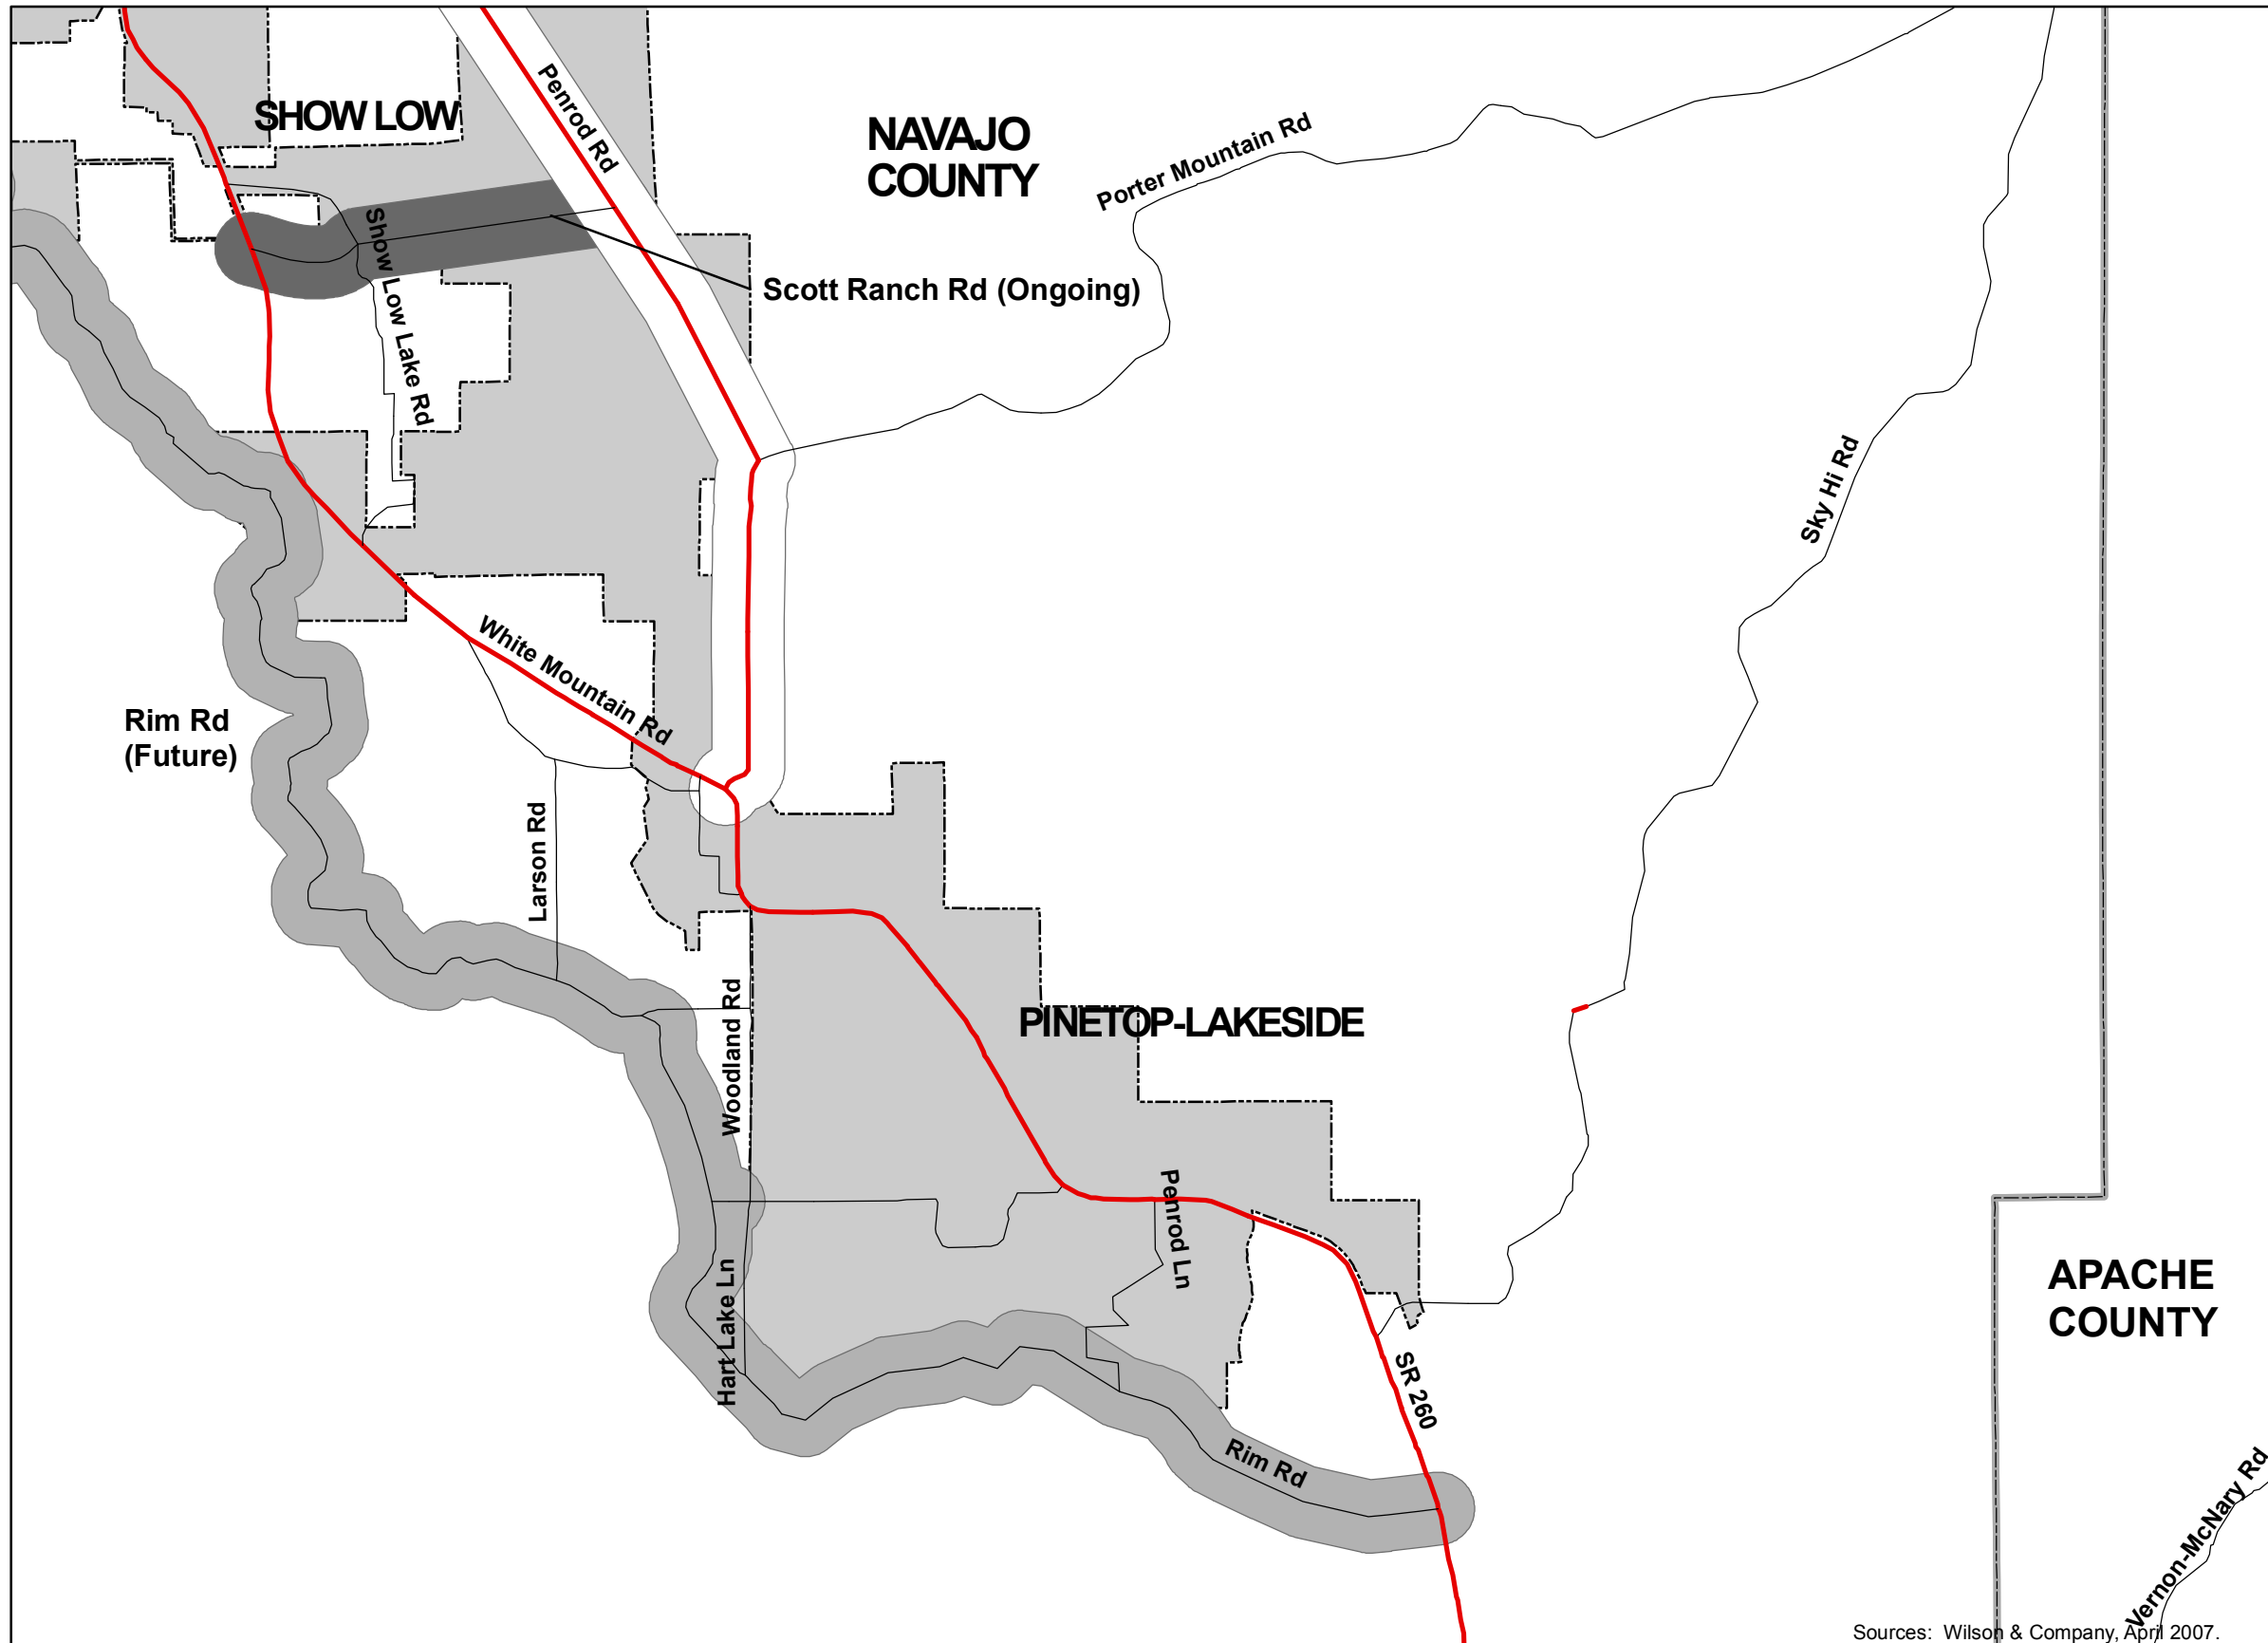 Penrod Rd
SHOW LOW
NAVAJO
COUNTY
Porter Mountain Rd
Show Low Lake Rd
Scott Ranch Rd (Ongoing)
Sky Hi Rd
White Mountain Rd
Rim Rd
(Future)
Larson Rd
Woodland Rd
PINETOP-LAKESIDE
Penrod Ln
Hart Lake Ln
APACHE
COUNTY
SR 260
Rim Rd
Vernon-McNary Rd
Sources: Wilson & Company, April 2007.